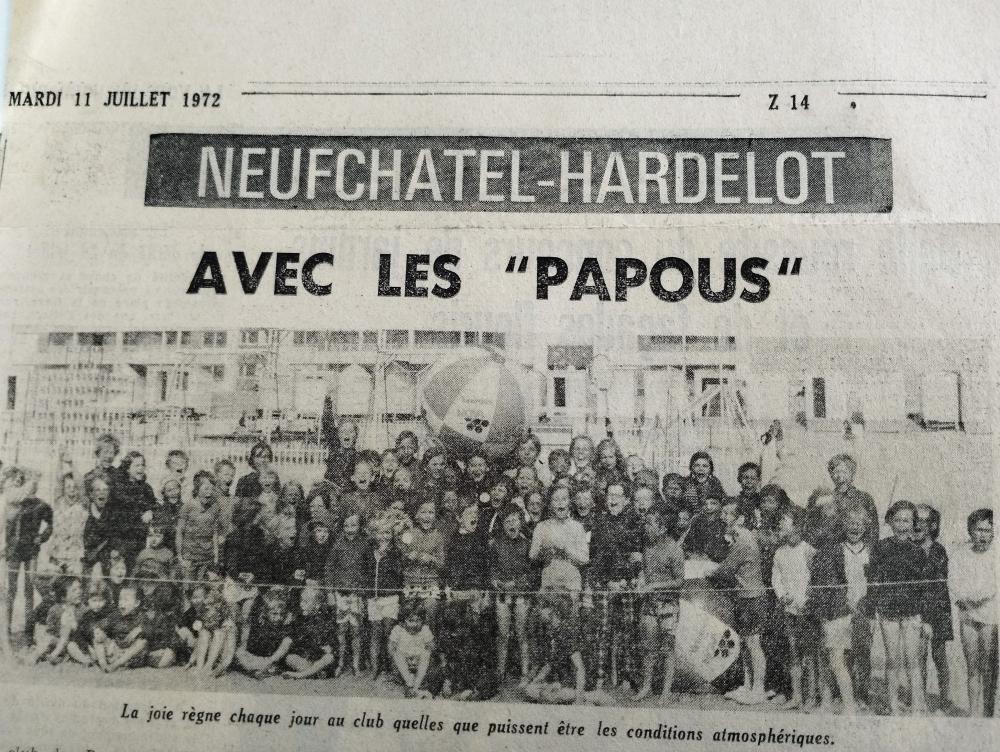 MARDI 11 JUILLET 1972 Z 14
NEUFCHATEL-HARDELOT
AVEC LES "PAPOUS"
La joie règne chaque jour au club quelles que puissent être les conditions atmosphériques.